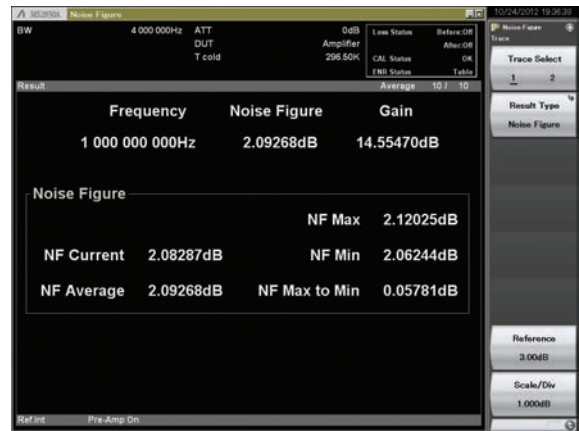 MS2690A Noise Figure
10/24/2012 19:36:38
BW 4 000 000Hz ATT 0dB
DUT Amplifier
T cold 296.50K
Loss Status Before:Off
After:Off
CAL Status OK
ENR Status Table
Result Average 10 / 10
Frequency Noise Figure Gain
1 000 000 000Hz 2.09268dB 14.55470dB
Noise Figure
NF Max 2.12025dB
NF Current 2.08287dB NF Min 2.06244dB
NF Average 2.09268dB NF Max to Min 0.05781dB
Ref.Int Pre-Amp On
Noise Figure
Trace
Trace Select
1 2
Result Type
Noise Figure
Reference
3.00dB
Scale/Div
1.000dB